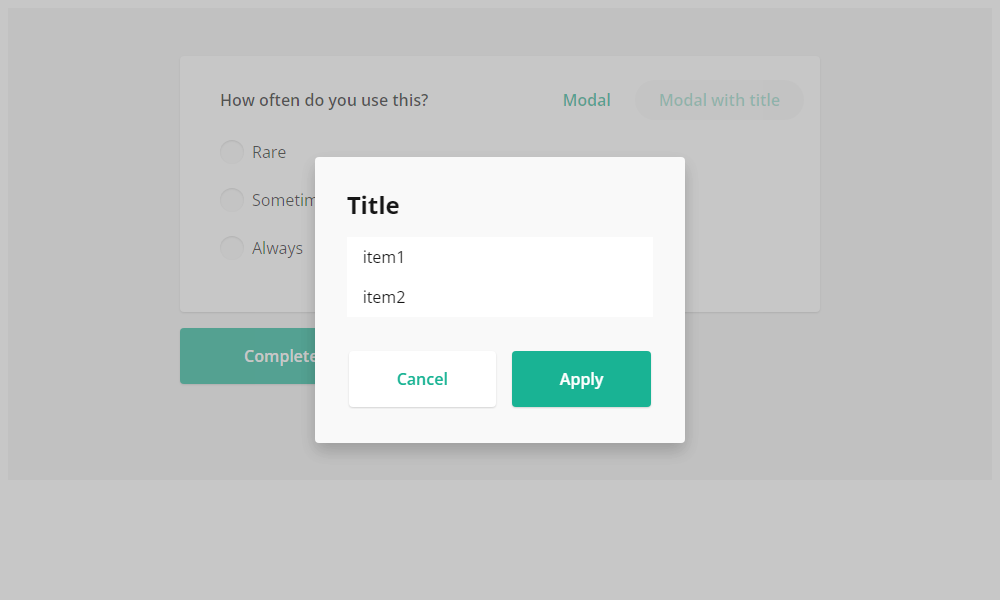 How often do you use this?
Modal
Modal with title
Rare
Sometim
Always
Complete
Title
item1
item2
Cancel
Apply